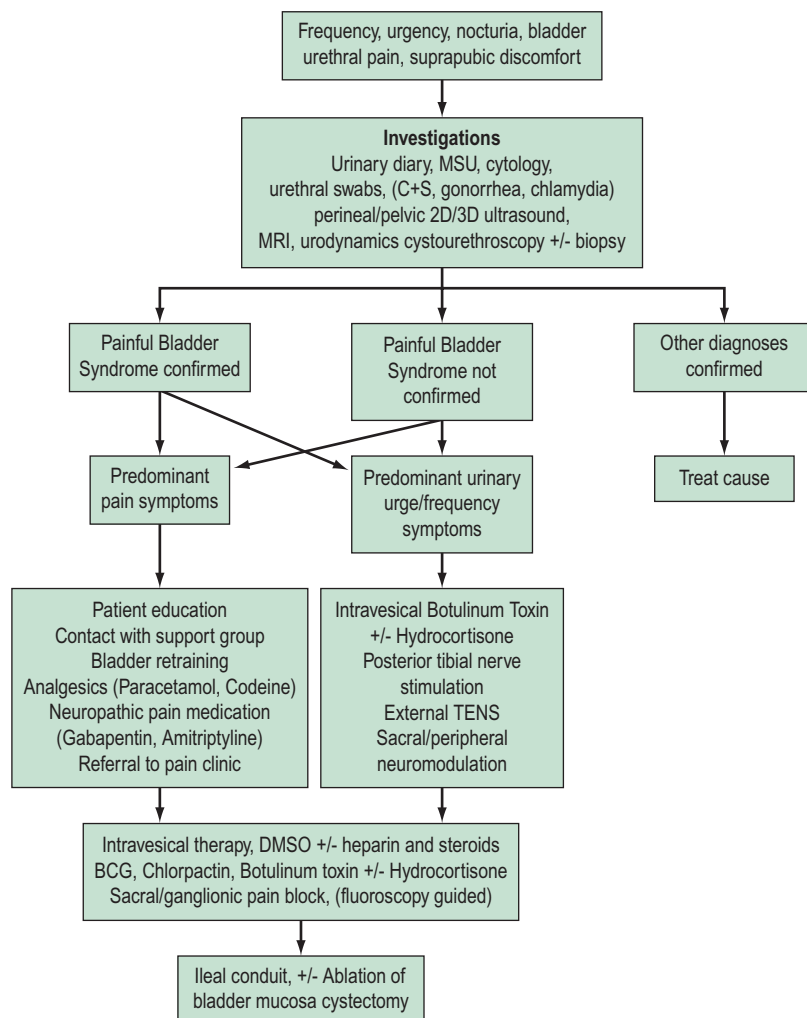 Frequency, urgency, nocturia, bladder
urethral pain, suprapubic discomfort
Investigations
Urinary diary, MSU, cytology,
urethral swabs, (C+S, gonorrhea, chlamydia)
perineal/pelvic 2D/3D ultrasound,
MRI, urodynamics cystourethroscopy +/- biopsy
Painful Bladder
Syndrome confirmed
Painful Bladder
Syndrome not
confirmed
Other diagnoses
confirmed
Predominant
pain symptoms
Predominant urinary
urge/frequency
symptoms
Treat cause
Patient education
Contact with support group
Bladder retraining
Analgesics (Paracetamol, Codeine)
Neuropathic pain medication
(Gabapentin, Amitriptyline)
Referral to pain clinic
Intravesical Botulinum Toxin
+/- Hydrocortisone
Posterior tibial nerve
stimulation
External TENS
Sacral/peripheral
neuromodulation
Intravesical therapy, DMSO +/- heparin and steroids
BCG, Chlorpactin, Botulinum toxin +/- Hydrocortisone
Sacral/ganglionic pain block, (fluoroscopy guided)
Ileal conduit, +/- Ablation of
bladder mucosa cystectomy